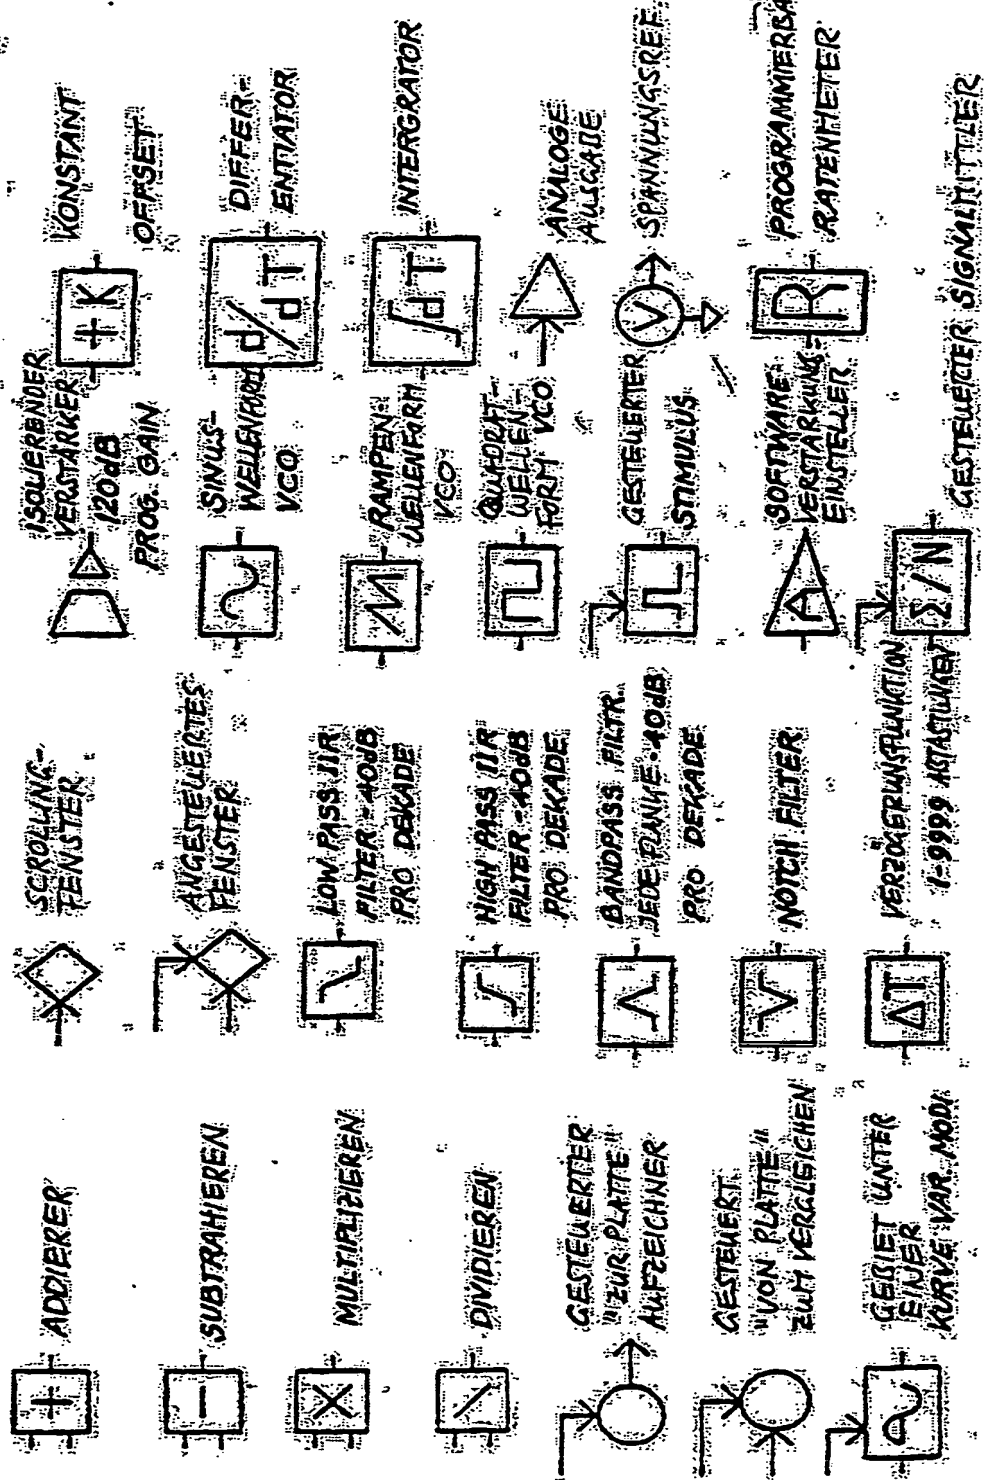 +
ADDIERER
−
SUBTRAHIEREN
X
MULTIPLIZIEREN
/
DIVIDIEREN
GESTEUERTER
"ZUR PLATTE"
AUFZEICHNER
GESTEUERT
"VON PLATTE"
ZUM VERGLEICHEN
GEBIET UNTER
EINER
KURVE VAR. MODI
SCROLLING-
FENSTER
ANGESTEUERTES
FENSTER
LOW PASS IIR
FILTER -40dB
PRO DEKADE
HIGH PASS IIR
FILTER -40dB
PRO DEKADE
BANDPASS FILTR.
JEDE FLANKE -40dB
PRO DEKADE
NOTCH FILTER
ΔT
VERZÖGERUNSFUNKTION
1-9999 ABTASTUNKEN
ISOLIERENDER
VERSTÄRKER
120dB
PROG. GAIN
SINUS-
WELLENFORM
VCO
RAMPEN-
WELLENFORM
VCO
QUADRAT-
WELLEN-
FORM VCO
GESTEUERTER
STIMULUS
A
SOFTWARE-
VERSTÄRKUNG-
EINSTELLER
Σ/N
GESTEUERTER SIGNALMITTLER
+K
KONSTANT
OFFSET
d/dT
DIFFER-
ENTIATOR
∫dT
INTERGRATOR
ANALOGE
AUSGABE
V
SPANNUNGSREF.
R
PROGRAMMIERBA
RATENMETER